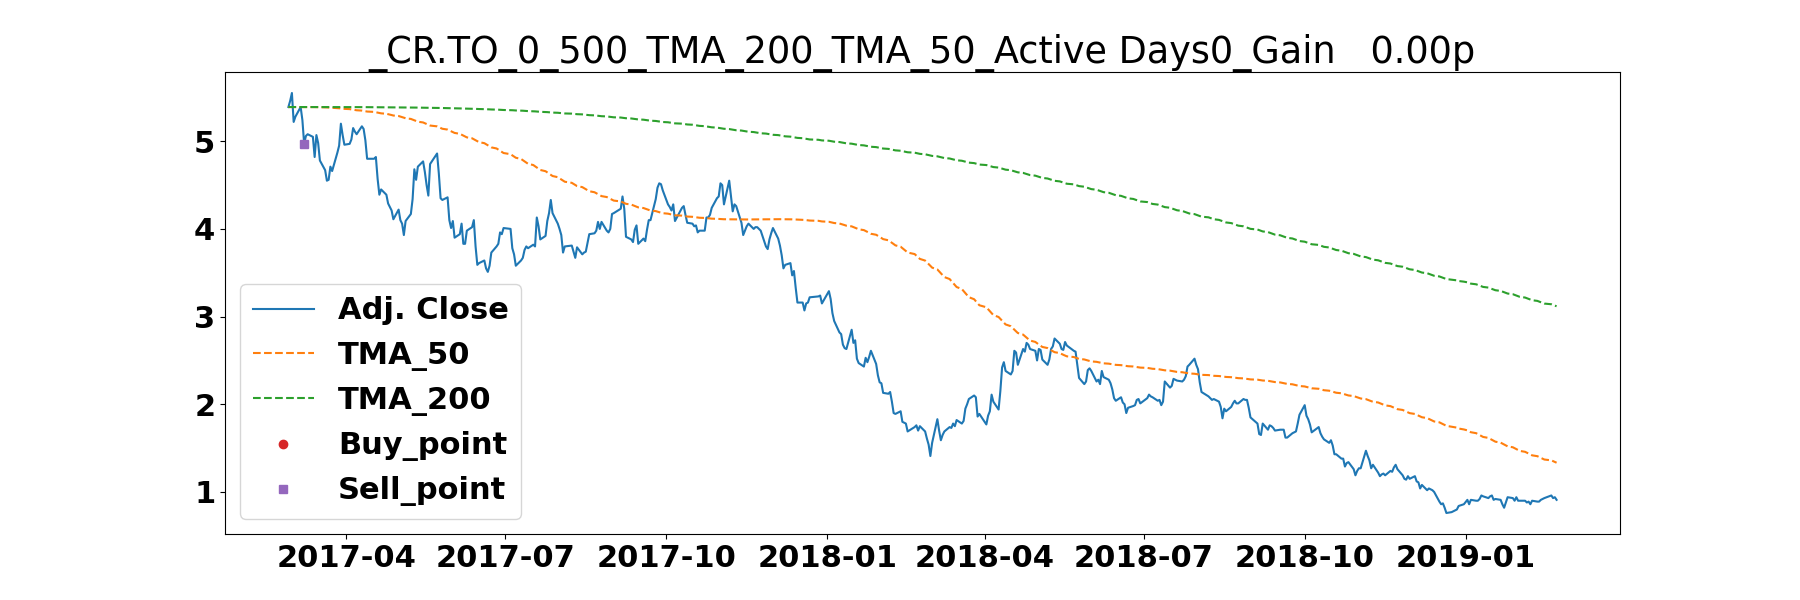 _CR.TO_0_500_TMA_200_TMA_50_Active Days0_Gain   0.00p
5
4
3
2
1
Adj. Close
TMA_50
TMA_200
Buy_point
Sell_point
2017-04 2017-07 2017-10 2018-01 2018-04 2018-07 2018-10 2019-01